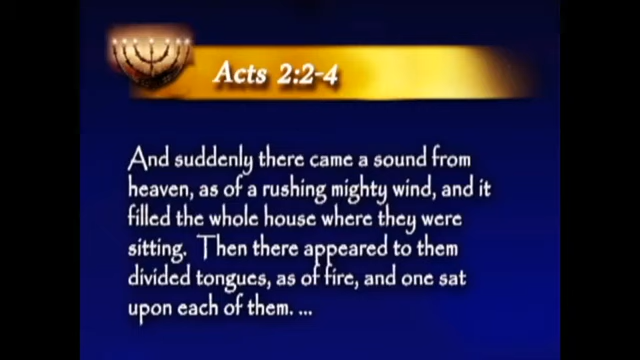 Acts 2:2-4
And suddenly there came a sound from
heaven, as of a rushing mighty wind, and it
filled the whole house where they were
sitting. Then there appeared to them
divided tongues, as of fire, and one sat
upon each of them. ...